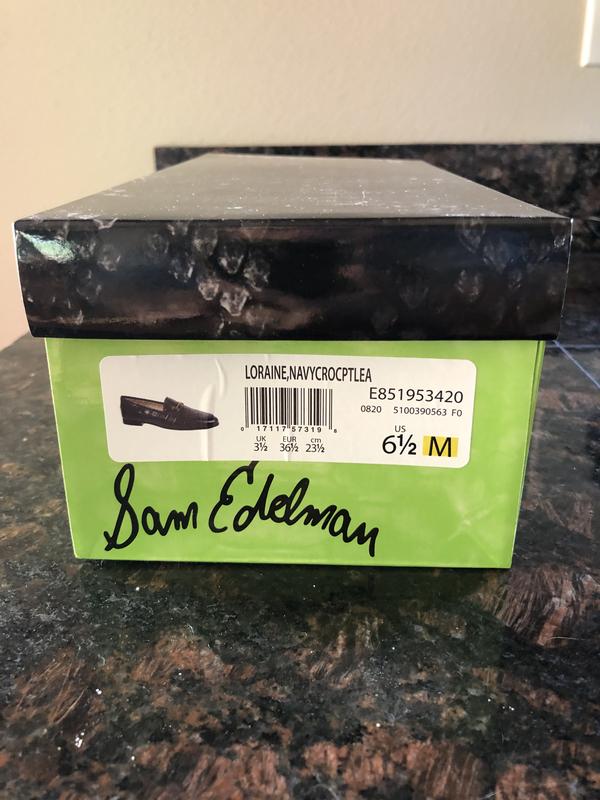 LORAINE,NAVYCROCPTLEA
E851953420
0820 5100390563 F0
0 17117 57319 8
UK EUR cm
3½ 36½ 23½
US
6½ M
Sam Edelman